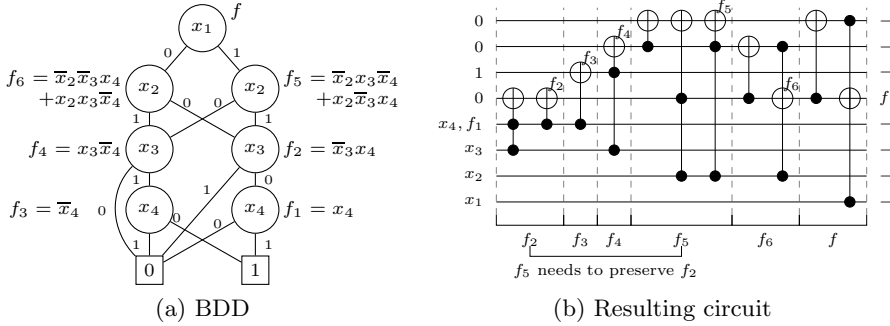 f
x₁
0 1
f₆ = x̅₂x̅₃x₄
+x₂x₃x̅₄
x₂
x₂
f₅ = x̅₂x₃x̅₄
+x₂x̅₃x₄
0 0
1 1
f₄ = x₃x̅₄
x₃
x₃
f₂ = x̅₃x₄
1 1 0
f₃ = x̅₄
0
x₄
0 0
x₄
f₁ = x₄
1 1
0
1
(a) BDD
0
f₅
0
f₄
1
f₃
0
f₂
f₆
f
x₄, f₁
x₃
x₂
x₁
f₂ f₃ f₄ f₅ f₆ f
f₅ needs to preserve f₂
(b) Resulting circuit